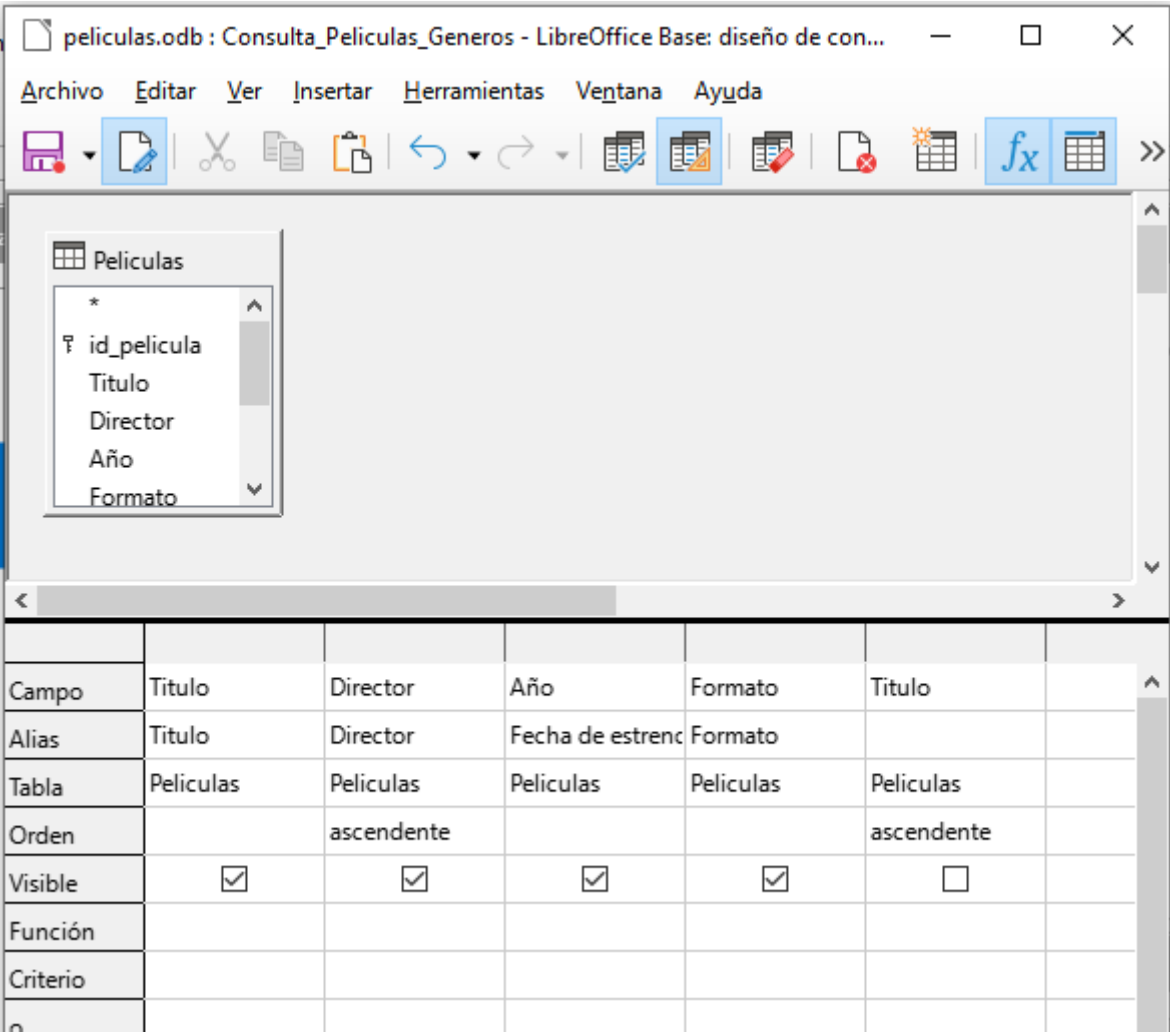 peliculas.odb : Consulta_Peliculas_Generos - LibreOffice Base: diseño de con...
Archivo Editar Ver Insertar Herramientas Ventana Ayuda
Peliculas
*
id_pelicula
Titulo
Director
Año
Formato
Campo Titulo Director Año Formato Titulo
Alias Titulo Director Fecha de estreno Formato
Tabla Peliculas Peliculas Peliculas Peliculas Peliculas
Orden ascendente ascendente
Visible
Función
Criterio